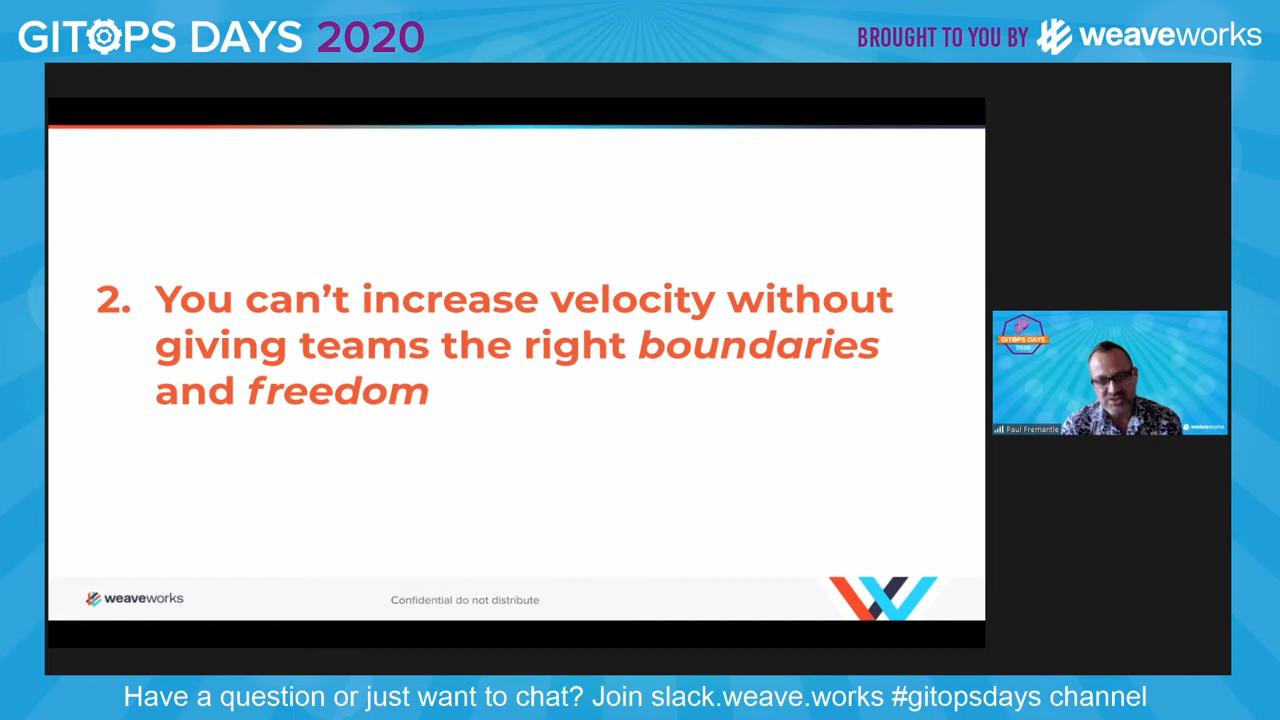 GITOPS DAYS 2020
BROUGHT TO YOU BY weaveworks
2. You can't increase velocity without
giving teams the right boundaries
and freedom
GITOPS DAYS
2020
Paul Fremantle
weaveworks
weaveworks
Confidential do not distribute
Have a question or just want to chat? Join slack.weave.works #gitopsdays channel